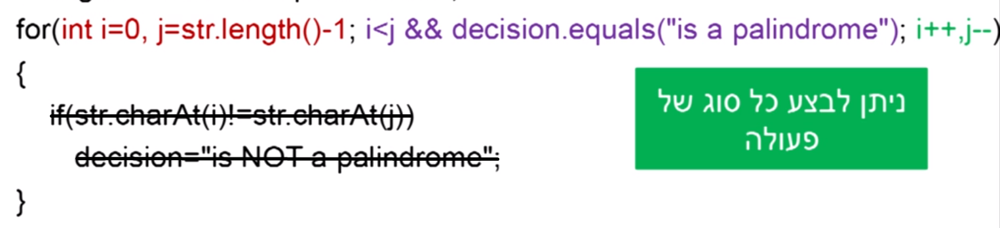 for(int i=0, j=str.length()-1; i<j && decision.equals("is a palindrome"); i++,j--)
{
if(str.charAt(i)!=str.charAt(j))
decision="is NOT a palindrome";
}
ניתן לבצע כל סוג של
פעולה